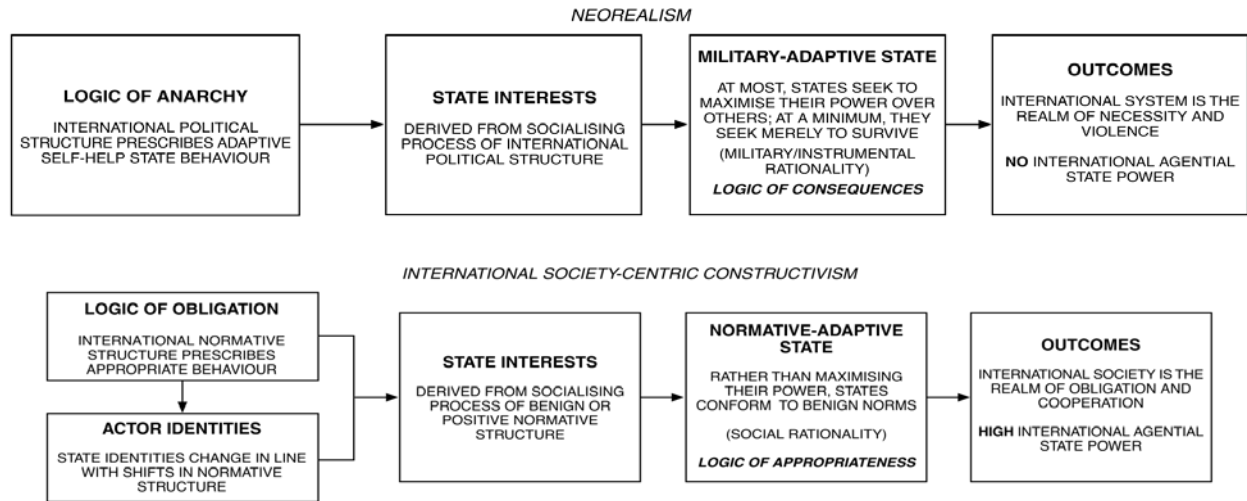 NEOREALISM
LOGIC OF ANARCHY
INTERNATIONAL POLITICAL
STRUCTURE PRESCRIBES ADAPTIVE
SELF-HELP STATE BEHAVIOUR
STATE INTERESTS
DERIVED FROM SOCIALISING
PROCESS OF INTERNATIONAL
POLITICAL STRUCTURE
MILITARY-ADAPTIVE STATE
AT MOST, STATES SEEK TO
MAXIMISE THEIR POWER OVER
OTHERS; AT A MINIMUM, THEY
SEEK MERELY TO SURVIVE
(MILITARY/INSTRUMENTAL
RATIONALITY)
LOGIC OF CONSEQUENCES
OUTCOMES
INTERNATIONAL SYSTEM IS THE
REALM OF NECESSITY AND
VIOLENCE
NO INTERNATIONAL AGENTIAL
STATE POWER
INTERNATIONAL SOCIETY-CENTRIC CONSTRUCTIVISM
LOGIC OF OBLIGATION
INTERNATIONAL NORMATIVE
STRUCTURE PRESCRIBES
APPROPRIATE BEHAVIOUR
ACTOR IDENTITIES
STATE IDENTITIES CHANGE IN LINE
WITH SHIFTS IN NORMATIVE
STRUCTURE
STATE INTERESTS
DERIVED FROM SOCIALISING
PROCESS OF BENIGN OR
POSITIVE NORMATIVE
STRUCTURE
NORMATIVE-ADAPTIVE
STATE
RATHER THAN MAXIMISING
THEIR POWER, STATES
CONFORM TO BENIGN NORMS
(SOCIAL RATIONALITY)
LOGIC OF APPROPRIATENESS
OUTCOMES
INTERNATIONAL SOCIETY IS THE
REALM OF OBLIGATION AND
COOPERATION
HIGH INTERNATIONAL AGENTIAL
STATE POWER